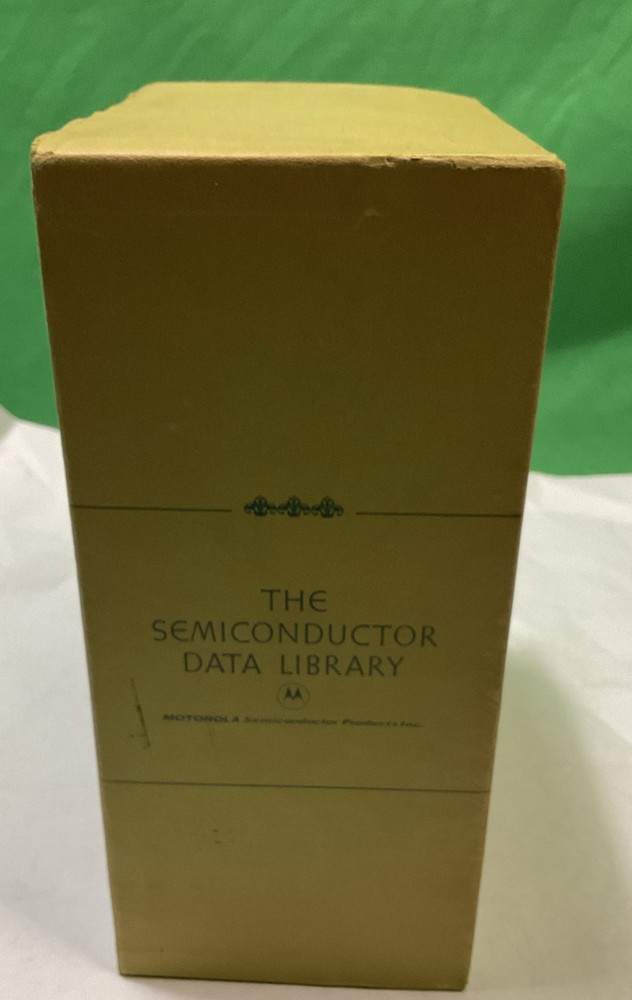 THE
SEMICONDUCTOR
DATA LIBRARY
MOTOROLA Semiconductor Products Inc.